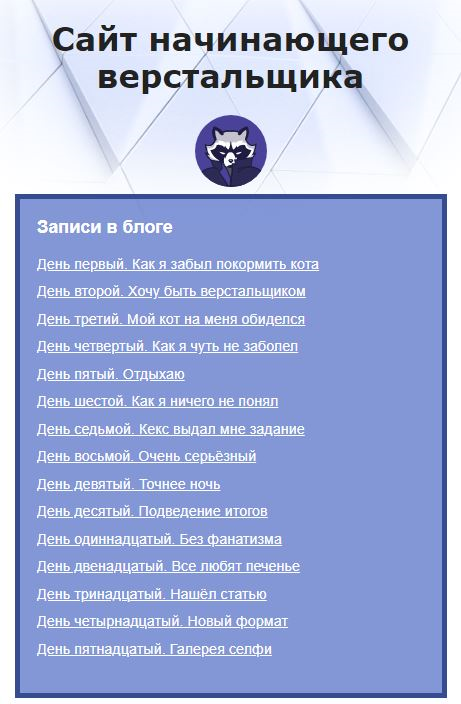 Сайт начинающего
верстальщика
Записи в блоге
День первый. Как я забыл покормить кота
День второй. Хочу быть верстальщиком
День третий. Мой кот на меня обиделся
День четвертый. Как я чуть не заболел
День пятый. Отдыхаю
День шестой. Как я ничего не понял
День седьмой. Кекс выдал мне задание
День восьмой. Очень серьёзный
День девятый. Точнее ночь
День десятый. Подведение итогов
День одиннадцатый. Без фанатизма
День двенадцатый. Все любят печенье
День тринадцатый. Нашёл статью
День четырнадцатый. Новый формат
День пятнадцатый. Галерея селфи